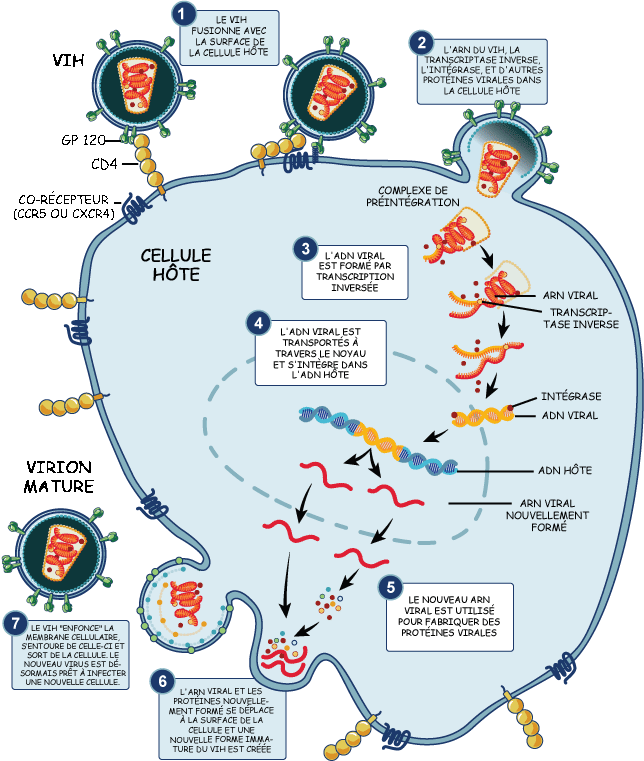 1
LE VIH
FUSIONNE AVEC
LA SURFACE DE
LA CELLULE HÔTE
VIH
GP 120
CD4
CO-RÉCEPTEUR
(CCR5 OU CXCR4)
2
L'ARN DU VIH, LA
TRANSCRIPTASE INVERSE,
L'INTÉGRASE, ET D'AUTRES
PROTÉINES VIRALES DANS
LA CELLULE HÔTE
COMPLEXE DE
PRÉINTÉGRATION
CELLULE
HÔTE
3
L'ADN VIRAL
EST FORMÉ PAR
TRANSCRIPTION
INVERSÉE
ARN VIRAL
TRANSCRIP-
TASE INVERSE
4
L'ADN VIRAL EST
TRANSPORTÉS À
TRAVERS LE NOYAU
ET S'INTÈGRE DANS
L'ADN HÔTE
INTÉGRASE
ADN VIRAL
ADN HÔTE
ARN VIRAL
NOUVELLEMENT
FORMÉ
VIRION
MATURE
5
LE NOUVEAU ARN
VIRAL EST UTILISÉ
POUR FABRIQUER DES
PROTÉINES VIRALES
6
L'ARN VIRAL ET LES
PROTÉINES NOUVELLE-
MENT FORMÉ SE DÉPLACE
À LA SURFACE DE LA
CELLULE ET UNE
NOUVELLE FORME IMMA-
TURE DU VIH EST CRÉÉE
7
LE VIH "ENFONCE" LA
MEMBRANE CELLULAIRE,
S'ENTOURE DE CELLE-CI ET
SORT DE LA CELLULE. LE
NOUVEAU VIRUS EST DÉ-
SORMAIS PRÊT À INFECTER
UNE NOUVELLE CELLULE.